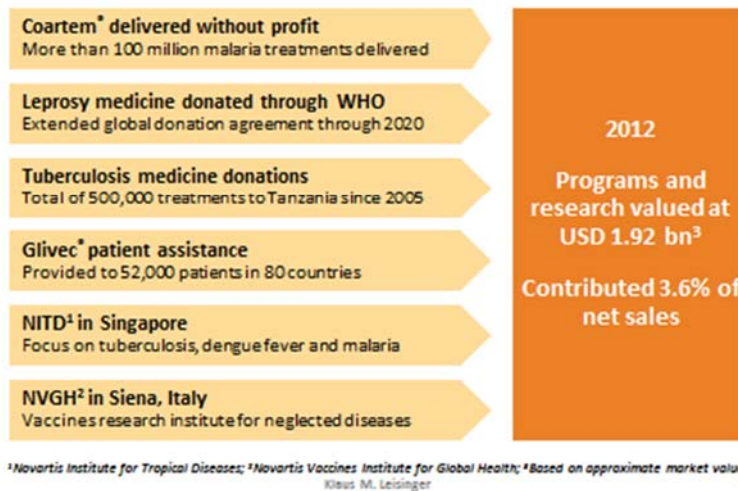 Coartem® delivered without profit
More than 100 million malaria treatments delivered
Leprosy medicine donated through WHO
Extended global donation agreement through 2020
Tuberculosis medicine donations
Total of 500,000 treatments to Tanzania since 2005
Glivec® patient assistance
Provided to 52,000 patients in 80 countries
NITD¹ in Singapore
Focus on tuberculosis, dengue fever and malaria
NVGH² in Siena, Italy
Vaccines research institute for neglected diseases
2012
Programs and
research valued at
USD 1.92 bn³
Contributed 3.6% of
net sales
¹Novartis Institute for Tropical Diseases; ²Novartis Vaccines Institute for Global Health; ³Based on approximate market valu
Klaus M. Leisinger